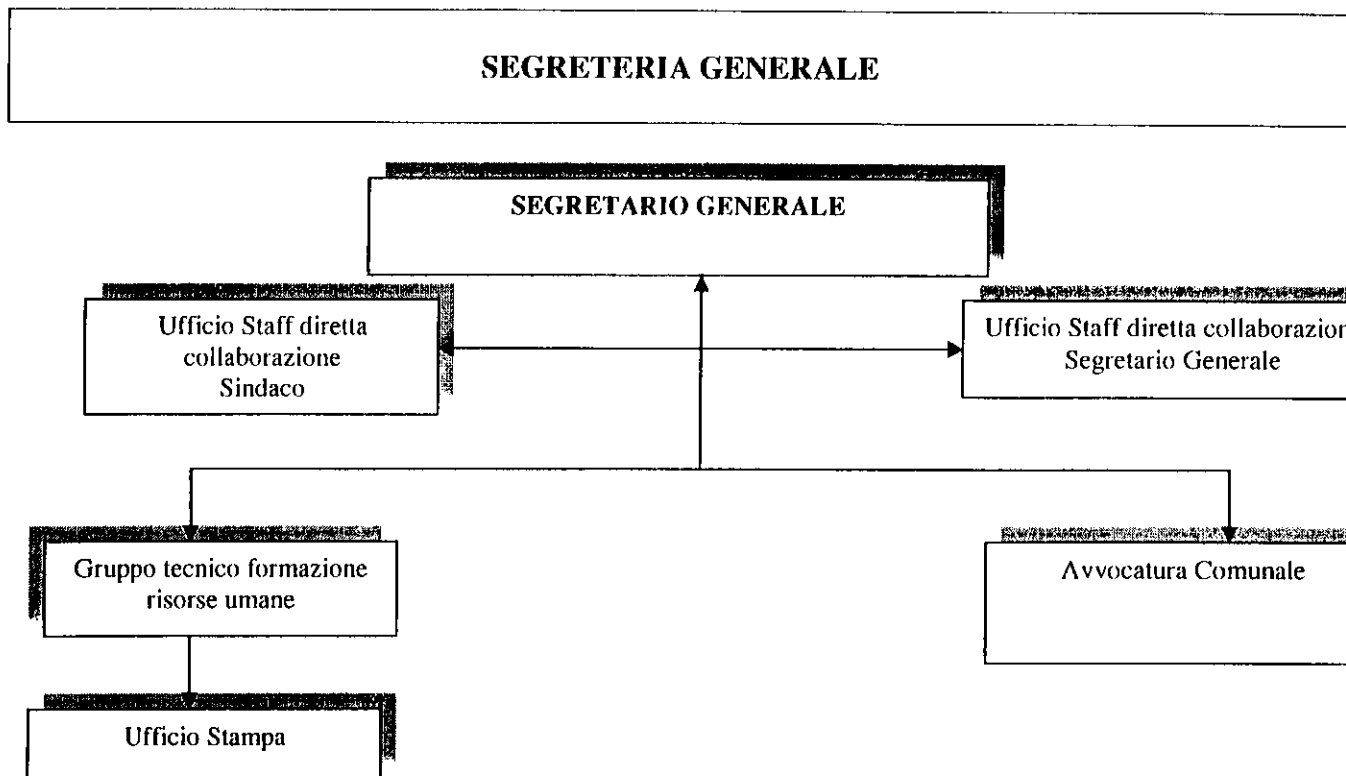 SEGRETERIA GENERALE
SEGRETARIO GENERALE
Ufficio Staff diretta
collaborazione
Sindaco
Ufficio Staff diretta collaborazion
Segretario Generale
Gruppo tecnico formazione
risorse umane
Avvocatura Comunale
Ufficio Stampa